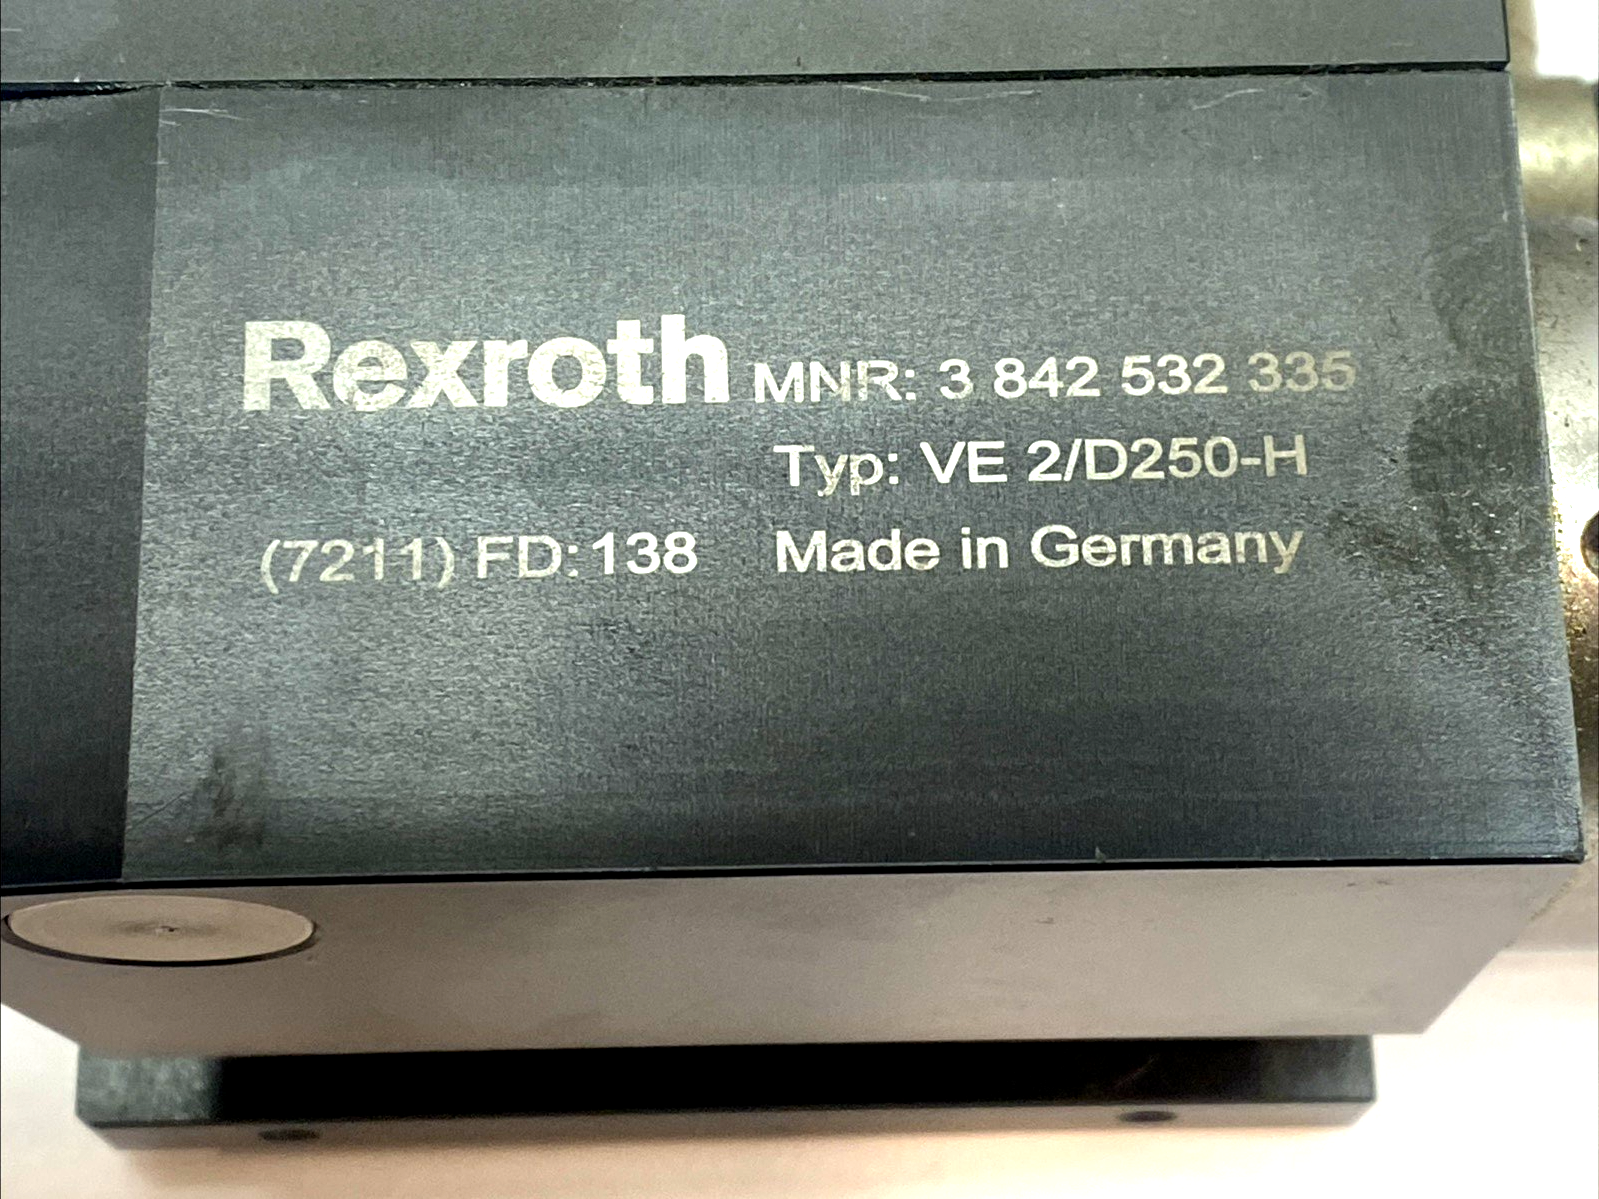 Rexroth MNR: 3 842 532 335
Typ: VE 2/D250-H
(7211) FD: 138 Made in Germany